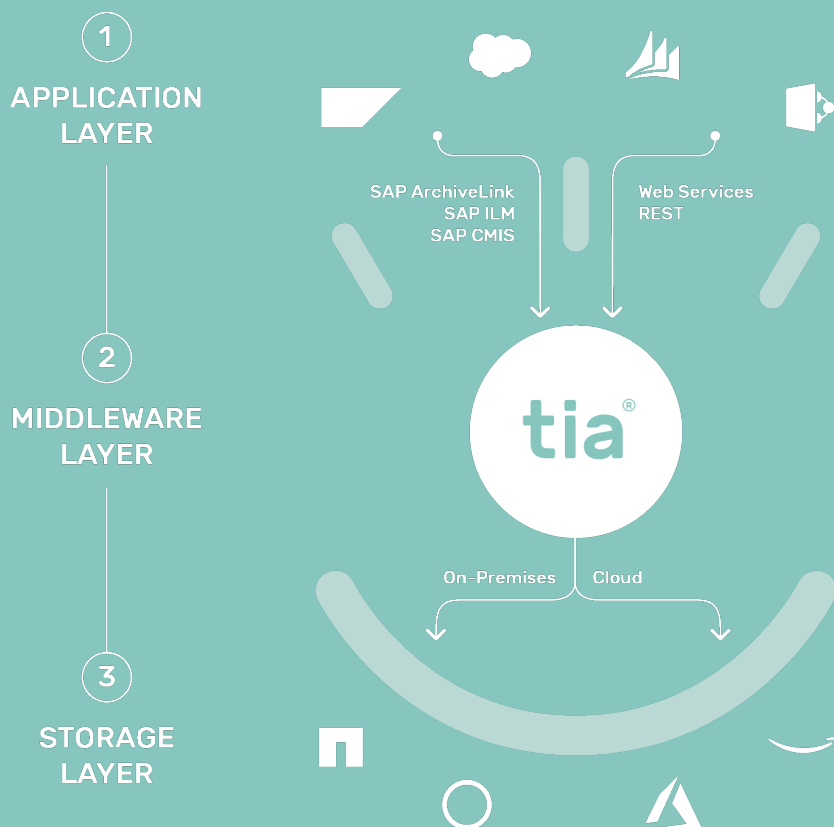 1
APPLICATION
LAYER
SAP ArchiveLink
SAP ILM
SAP CMIS
Web Services
REST
2
MIDDLEWARE
LAYER
tia®
On-Premises
Cloud
3
STORAGE
LAYER